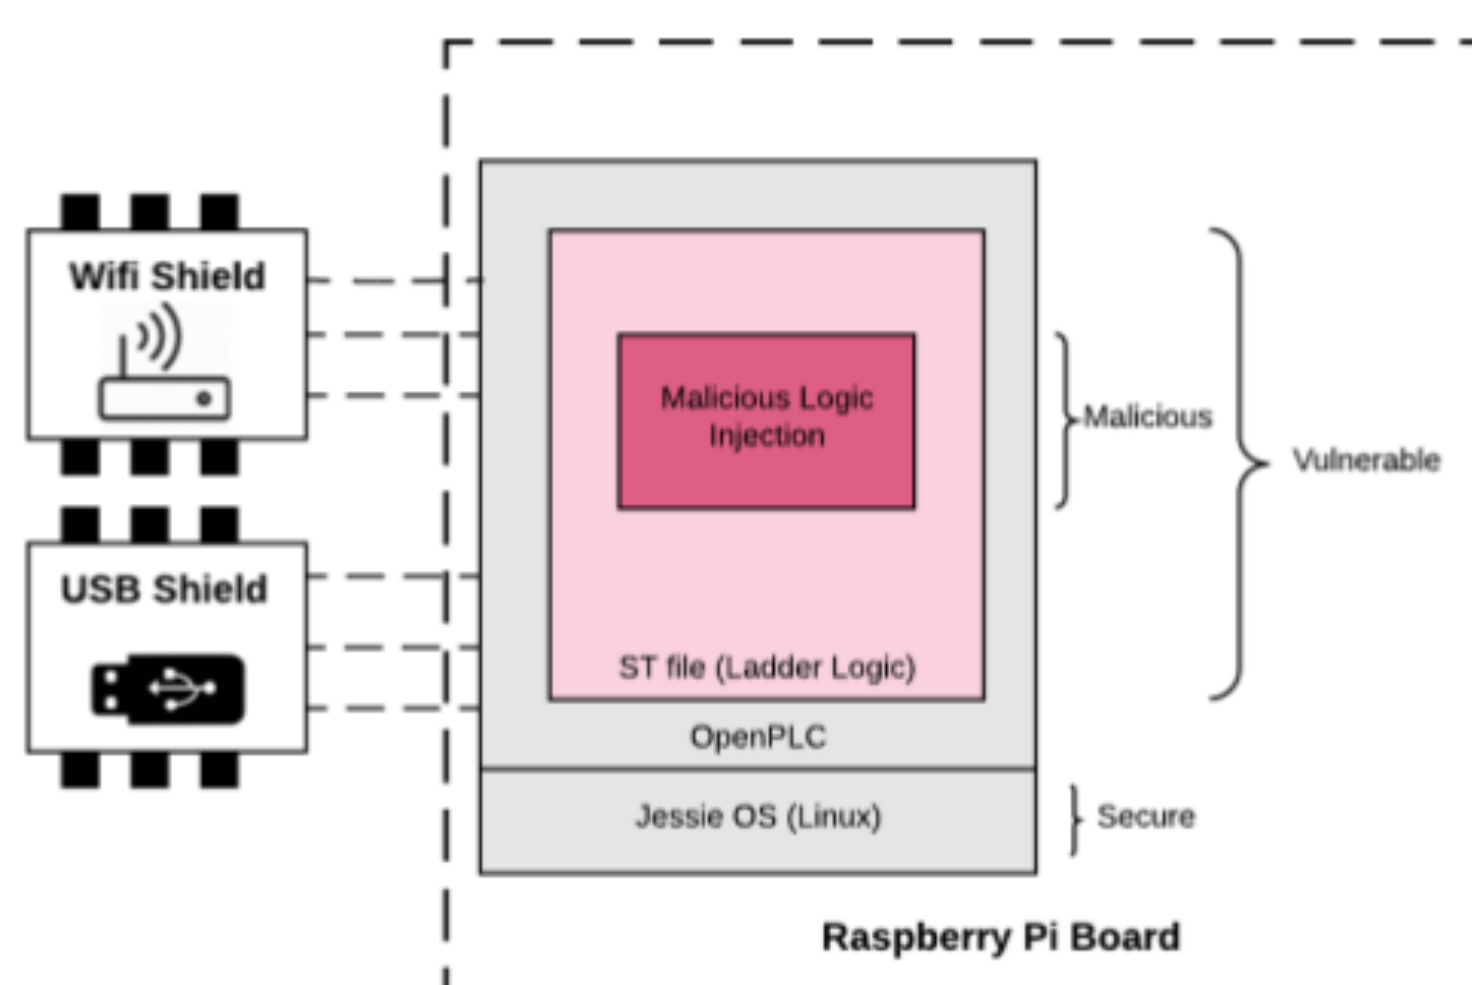 Wifi Shield
USB Shield
Malicious Logic
Injection
ST file (Ladder Logic)
OpenPLC
Jessie OS (Linux)
Malicious
Vulnerable
Secure
Raspberry Pi Board